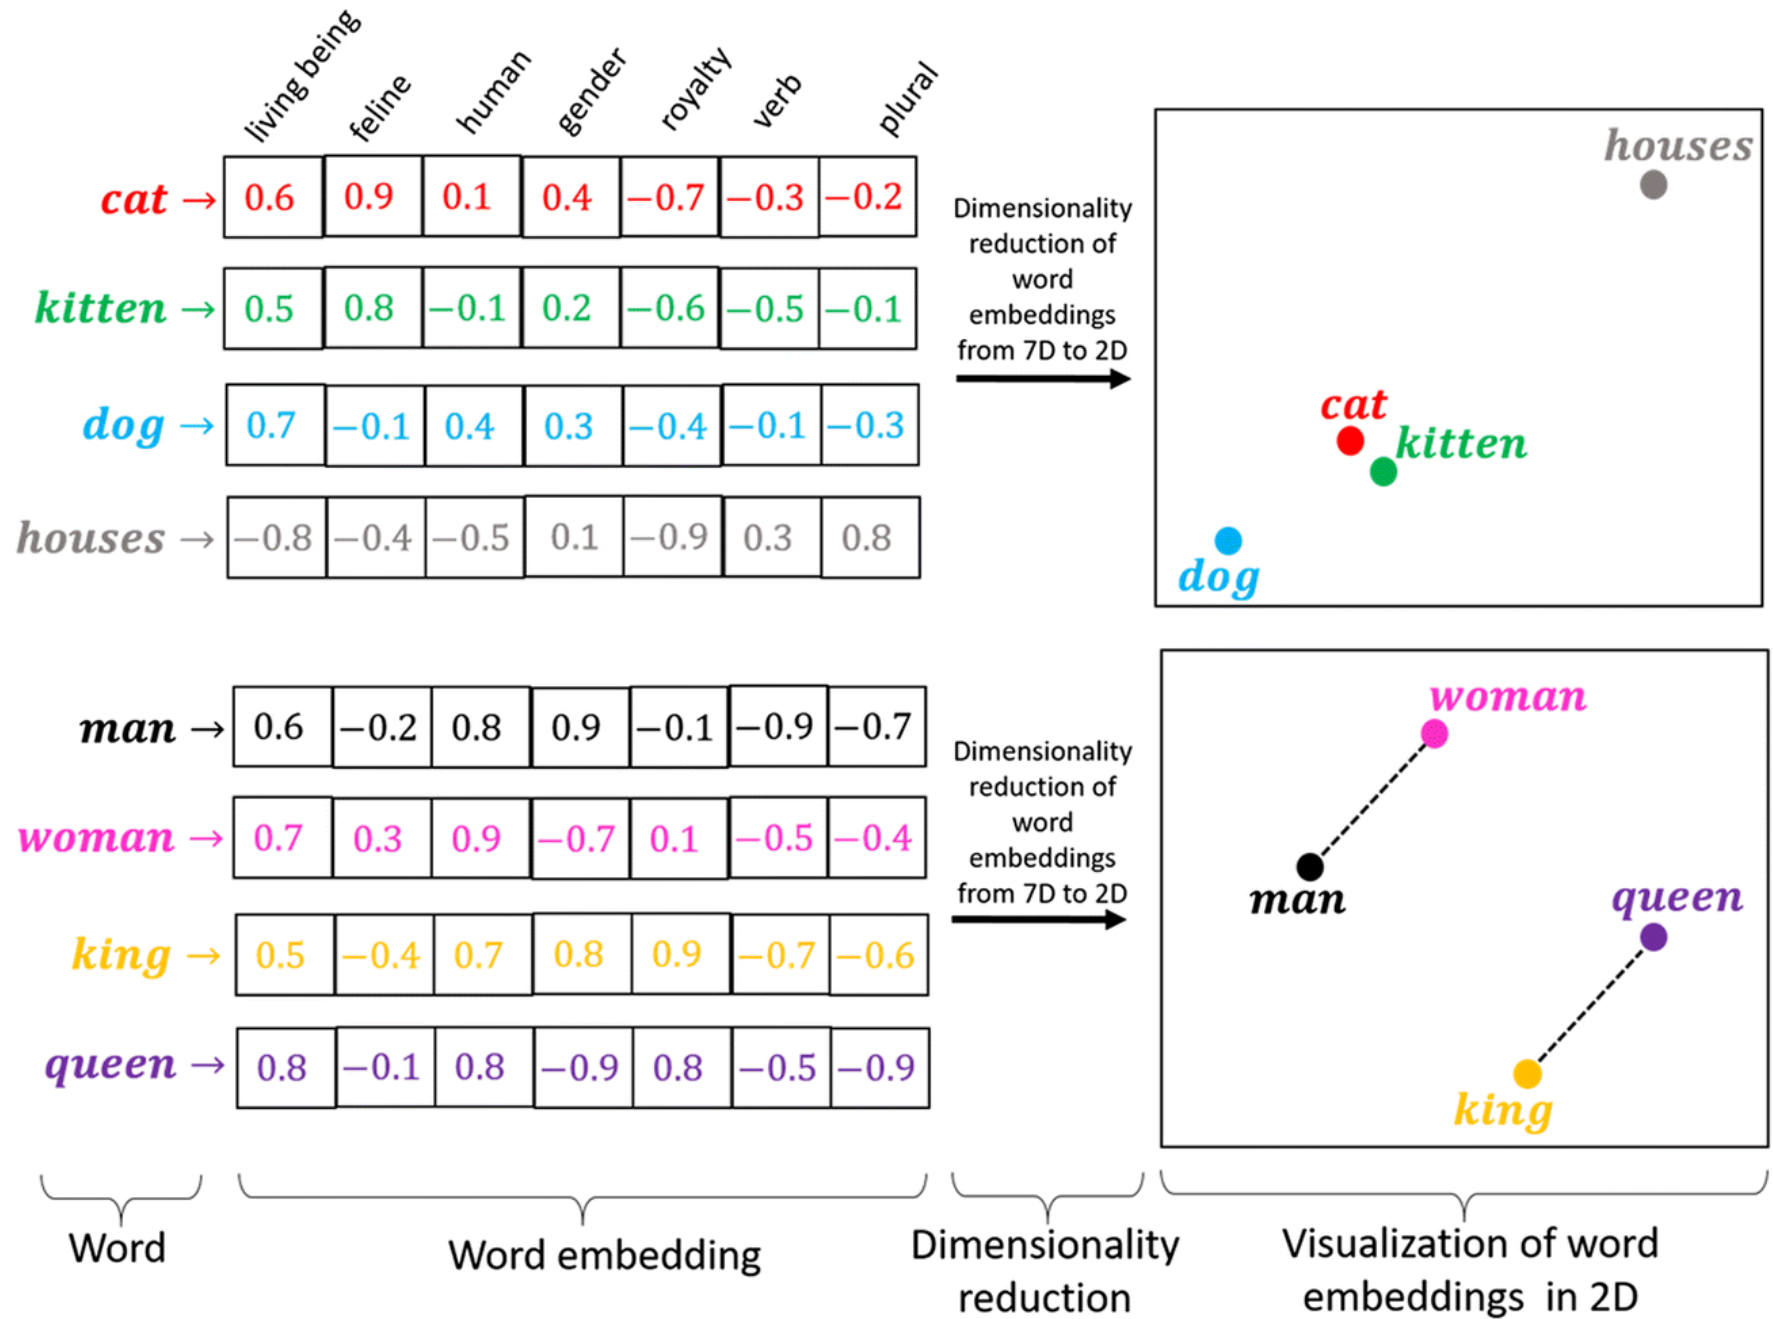 living being feline human gender royalty verb plural
cat → 0.6 0.9 0.1 0.4 −0.7 −0.3 −0.2
kitten → 0.5 0.8 −0.1 0.2 −0.6 −0.5 −0.1
dog → 0.7 −0.1 0.4 0.3 −0.4 −0.1 −0.3
houses → −0.8 −0.4 −0.5 0.1 −0.9 0.3 0.8
Dimensionality
reduction of
word
embeddings
from 7D to 2D
houses
cat
kitten
dog
man → 0.6 −0.2 0.8 0.9 −0.1 −0.9 −0.7
woman → 0.7 0.3 0.9 −0.7 0.1 −0.5 −0.4
king → 0.5 −0.4 0.7 0.8 0.9 −0.7 −0.6
queen → 0.8 −0.1 0.8 −0.9 0.8 −0.5 −0.9
Dimensionality
reduction of
word
embeddings
from 7D to 2D
woman
man
queen
king
Word
Word embedding
Dimensionality
reduction
Visualization of word
embeddings in 2D